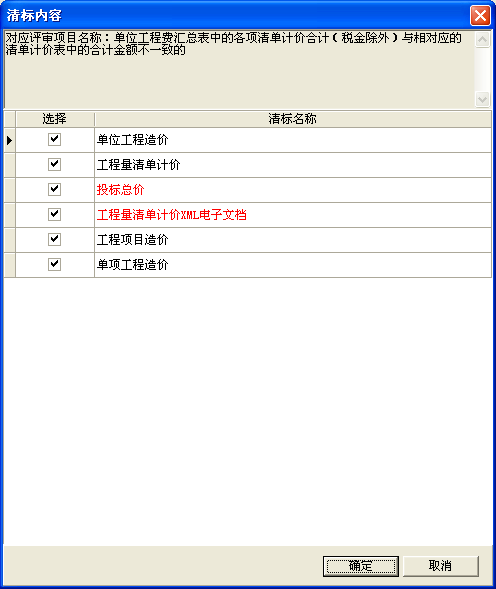 清标内容
对应评审项目名称：单位工程费汇总表中的各项清单计价合计（税金除外）与相对应的
清单计价表中的合计金额不一致的
选择 清标名称
单位工程造价
工程量清单计价
投标总价
工程量清单计价XML电子文档
工程项目造价
单项工程造价
确定 取消